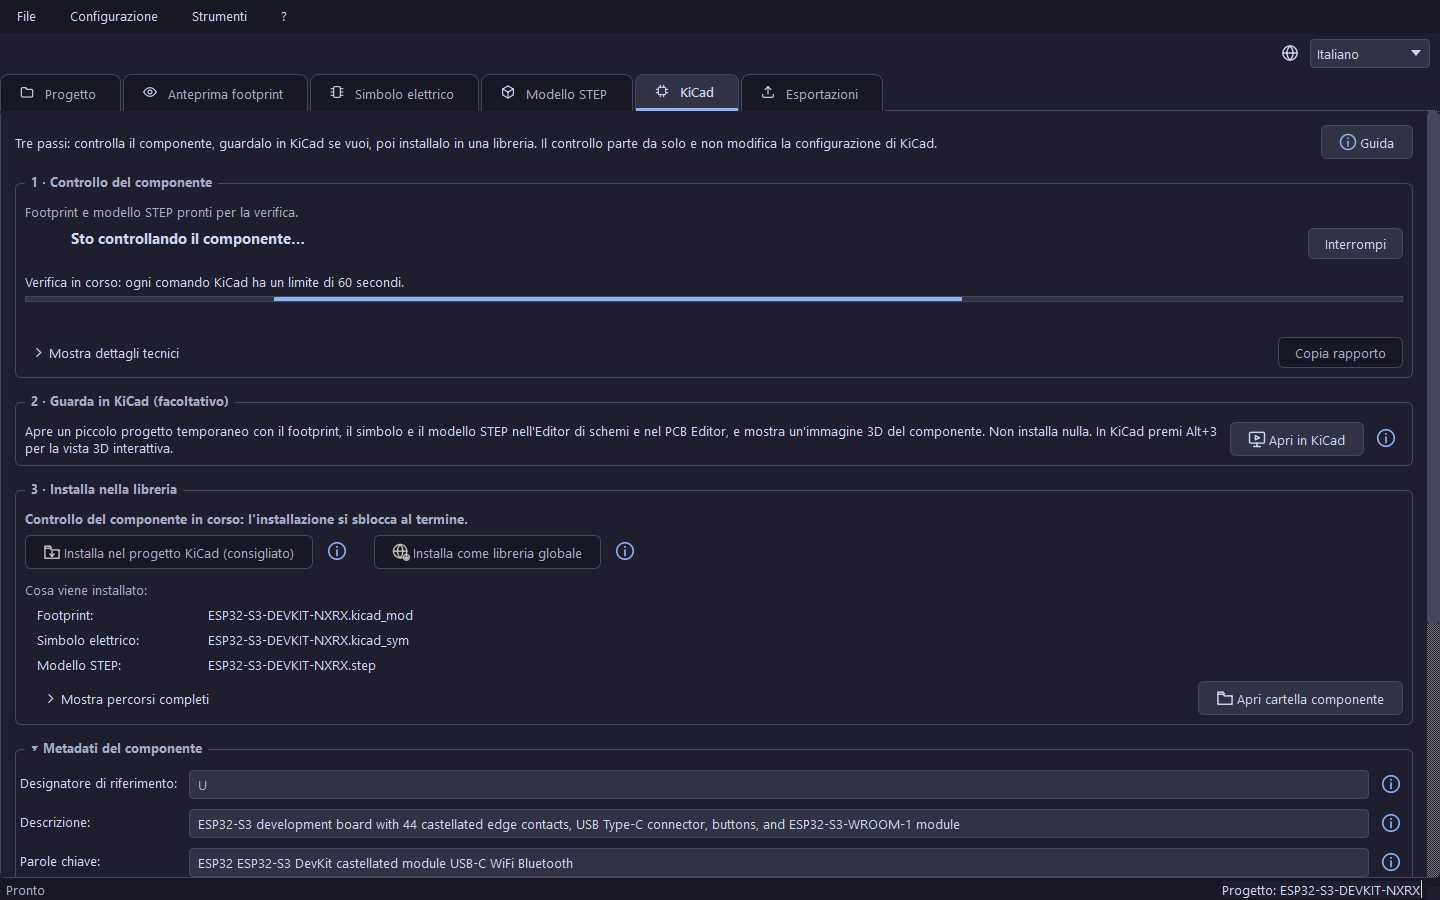 File Configurazione Strumenti ?
Italiano
Progetto Anteprima footprint Simbolo elettrico Modello STEP KiCad Esportazioni
Tre passi: controlla il componente, guardalo in KiCad se vuoi, poi installalo in una libreria. Il controllo parte da solo e non modifica la configurazione di KiCad.
Guida
1 · Controllo del componente
Footprint e modello STEP pronti per la verifica.
Sto controllando il componente...
Interrompi
Verifica in corso: ogni comando KiCad ha un limite di 60 secondi.
Mostra dettagli tecnici
Copia rapporto
2 · Guarda in KiCad (facoltativo)
Apre un piccolo progetto temporaneo con il footprint, il simbolo e il modello STEP nell'Editor di schemi e nel PCB Editor, e mostra un'immagine 3D del componente. Non installa nulla. In KiCad premi Alt+3
per la vista 3D interattiva.
Apri in KiCad
3 · Installa nella libreria
Controllo del componente in corso: l'installazione si sblocca al termine.
Installa nel progetto KiCad (consigliato)
Installa come libreria globale
Cosa viene installato:
Footprint: ESP32-S3-DEVKIT-NXRX.kicad_mod
Simbolo elettrico: ESP32-S3-DEVKIT-NXRX.kicad_sym
Modello STEP: ESP32-S3-DEVKIT-NXRX.step
Mostra percorsi completi
Apri cartella componente
Metadati del componente
Designatore di riferimento: U
Descrizione: ESP32-S3 development board with 44 castellated edge contacts, USB Type-C connector, buttons, and ESP32-S3-WROOM-1 module
Parole chiave: ESP32 ESP32-S3 DevKit castellated module USB-C WiFi Bluetooth
Pronto
Progetto: ESP32-S3-DEVKIT-NXRX